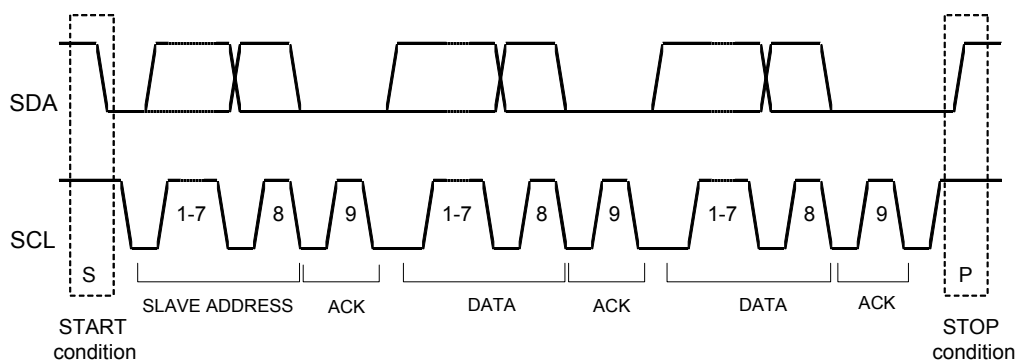 SDA
1-7 8 9 1-7 8 9 1-7 8 9
SCL
S P
SLAVE ADDRESS ACK DATA ACK DATA ACK
START
condition
STOP
condition